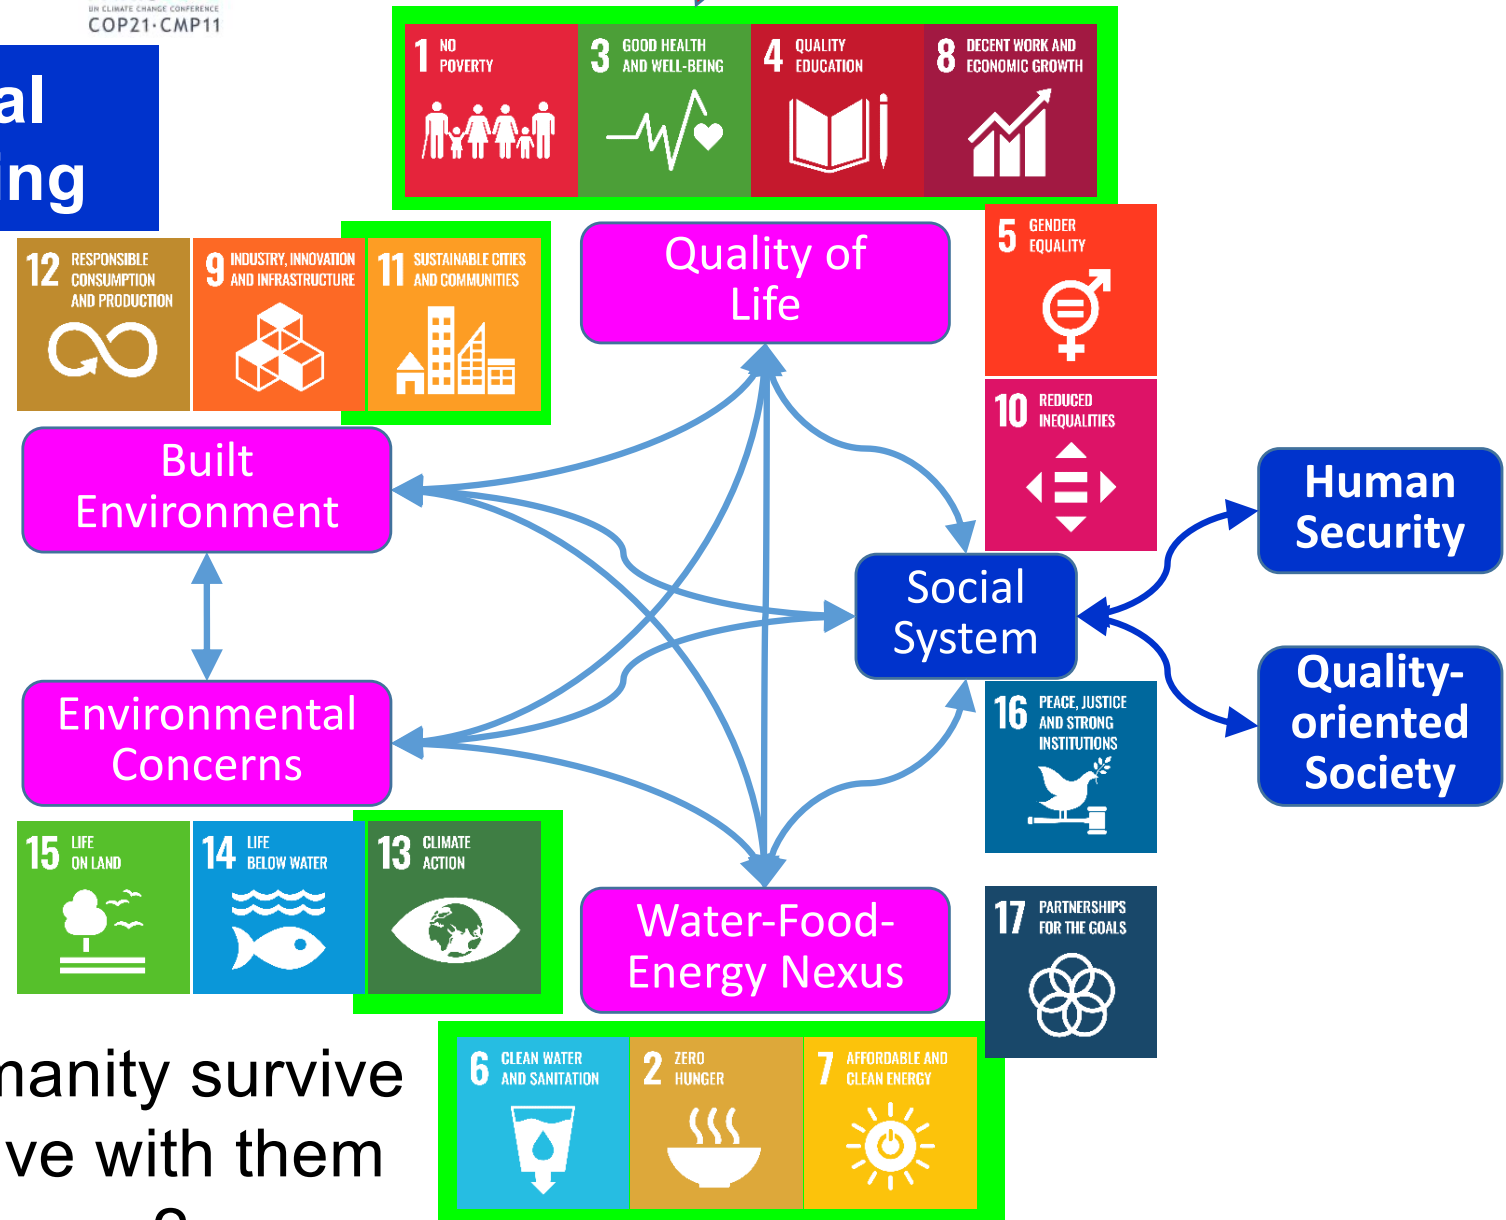 UN CLIMATE CHANGE CONFERENCE
COP21·CMP11
al
ing
1 NO
POVERTY
3 GOOD HEALTH
AND WELL-BEING
4 QUALITY
EDUCATION
8 DECENT WORK AND
ECONOMIC GROWTH
12 RESPONSIBLE
CONSUMPTION
AND PRODUCTION
9 INDUSTRY, INNOVATION
AND INFRASTRUCTURE
11 SUSTAINABLE CITIES
AND COMMUNITIES
Quality of
Life
5 GENDER
EQUALITY
10 REDUCED
INEQUALITIES
Built
Environment
Human
Security
Social
System
Environmental
Concerns
Quality-
oriented
Society
16 PEACE, JUSTICE
AND STRONG
INSTITUTIONS
15 LIFE
ON LAND
14 LIFE
BELOW WATER
13 CLIMATE
ACTION
Water-Food-
Energy Nexus
17 PARTNERSHIPS
FOR THE GOALS
manity survive
ve with them
?
6 CLEAN WATER
AND SANITATION
2 ZERO
HUNGER
7 AFFORDABLE AND
CLEAN ENERGY